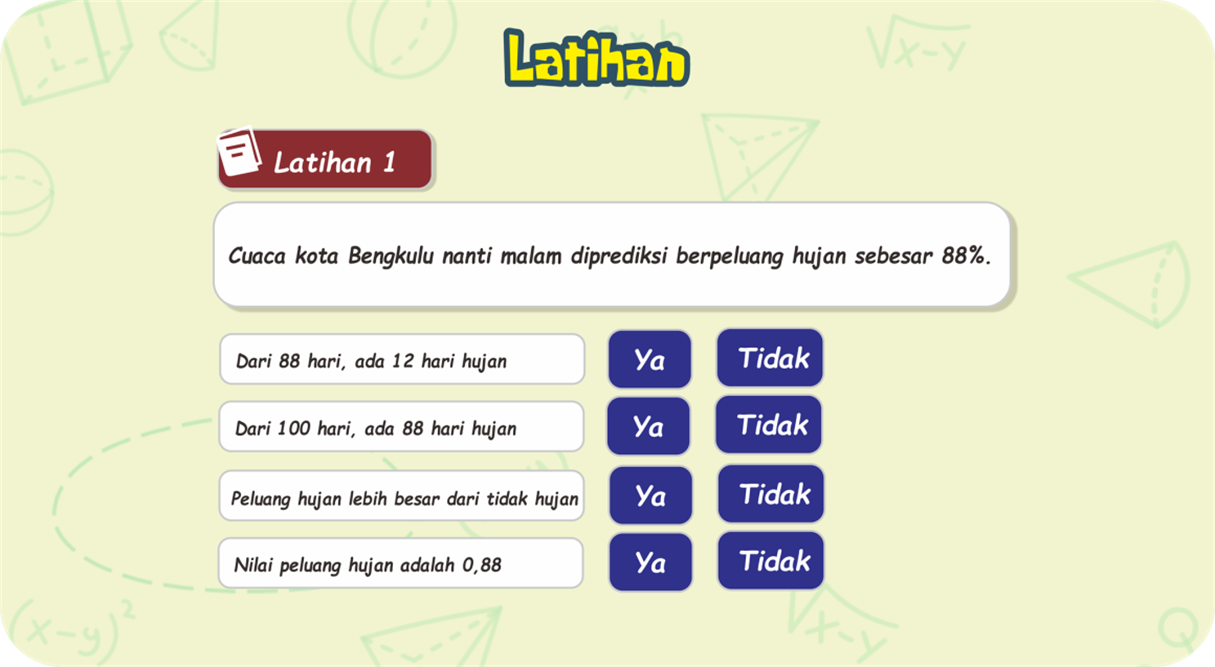 Latihan
√x-y
Latihan 1
Cuaca kota Bengkulu nanti malam diprediksi berpeluang hujan sebesar 88%.
Dari 88 hari, ada 12 hari hujan Ya Tidak
Dari 100 hari, ada 88 hari hujan Ya Tidak
Peluang hujan lebih besar dari tidak hujan Ya Tidak
Nilai peluang hujan adalah 0,88 Ya Tidak
(x-y)²
√x-y